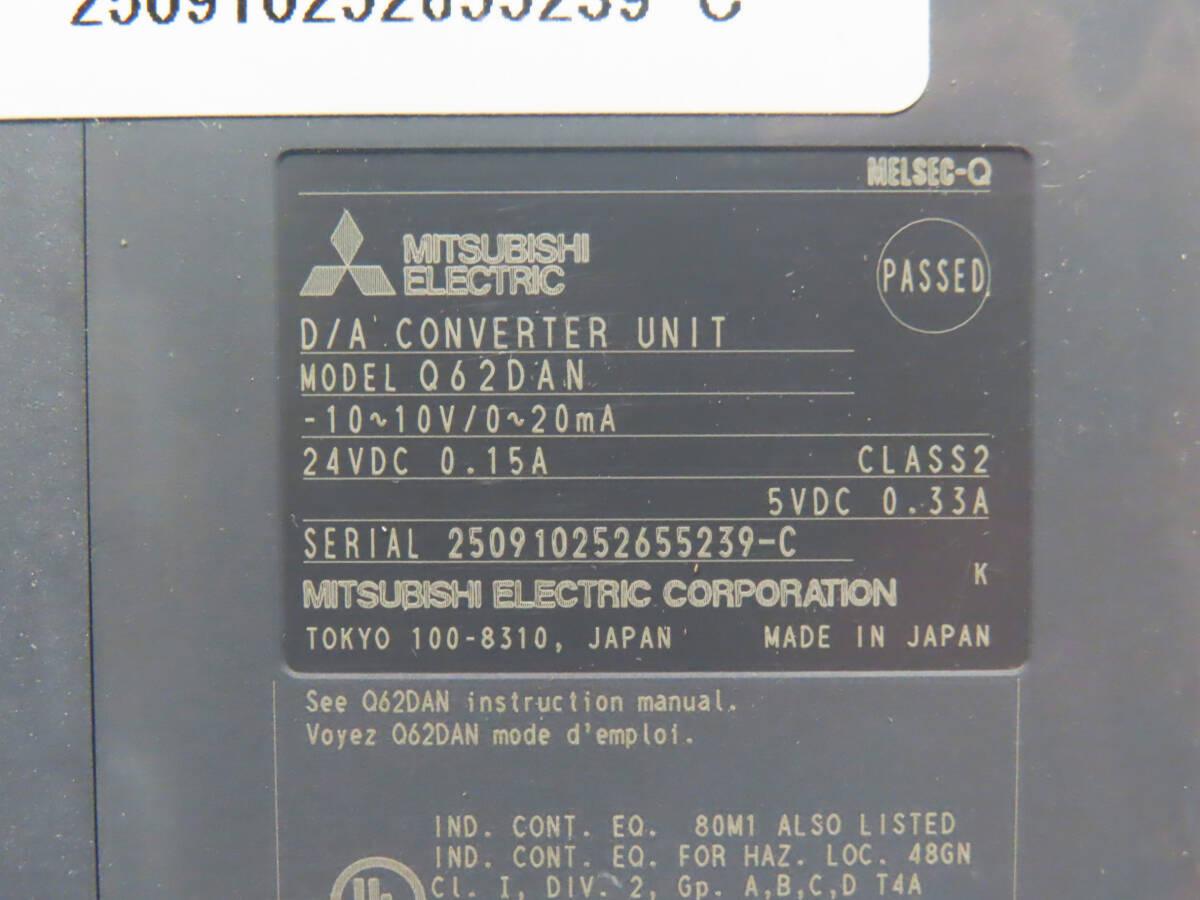 250910252655239-C
MELSEC-Q
MITSUBISHI
ELECTRIC
PASSED
D/A CONVERTER UNIT
MODEL Q62DAN
-10~10V/0~20mA
24VDC 0.15A CLASS2
5VDC 0.33A
SERIAL 250910252655239-C
K
MITSUBISHI ELECTRIC CORPORATION
TOKYO 100-8310, JAPAN MADE IN JAPAN
See Q62DAN instruction manual.
Voyez Q62DAN mode d'emploi.
IND. CONT. EQ. 80M1 ALSO LISTED
IND. CONT. EQ. FOR HAZ. LOC. 48GN
UL Cl. I, DIV. 2, Gp. A,B,C,D T4A